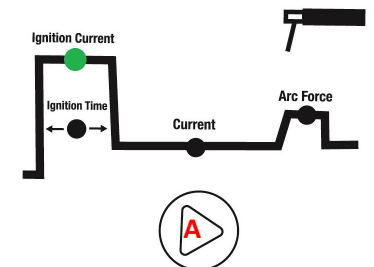 Ignition Current
Ignition Time
Arc Force
Current
A